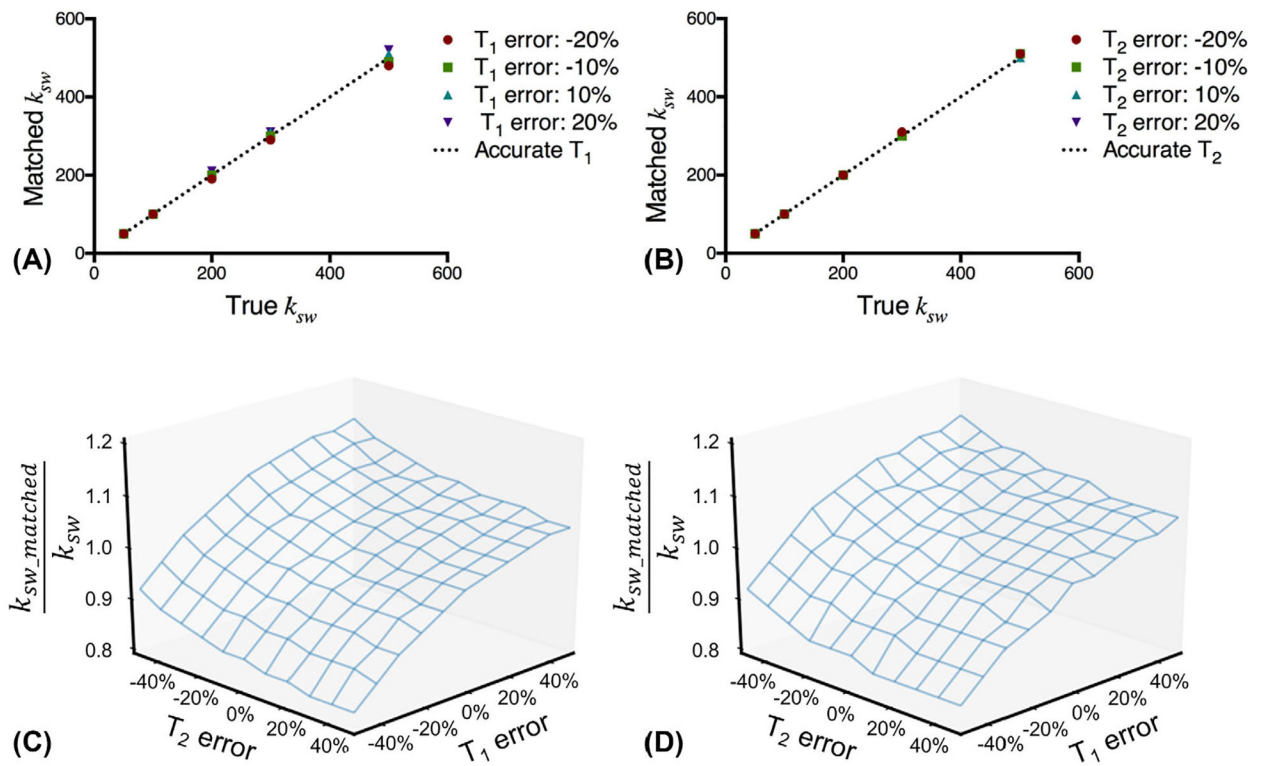 600
400
200
0
0
200
400
600
Matched k_sw
True k_sw
(A)
T1 error: -20%
T1 error: -10%
T1 error: 10%
T1 error: 20%
Accurate T1
600
400
200
0
0
200
400
600
Matched k_sw
True k_sw
(B)
T2 error: -20%
T2 error: -10%
T2 error: 10%
T2 error: 20%
Accurate T2
k_sw_matched
k_sw
1.2
1.1
1.0
0.9
0.8
-40%
-20%
0%
20%
40%
T2 error
-40%
-20%
0%
20%
40%
T1 error
(C)
k_sw_matched
k_sw
1.2
1.1
1.0
0.9
0.8
-40%
-20%
0%
20%
40%
T2 error
-40%
-20%
0%
20%
40%
T1 error
(D)